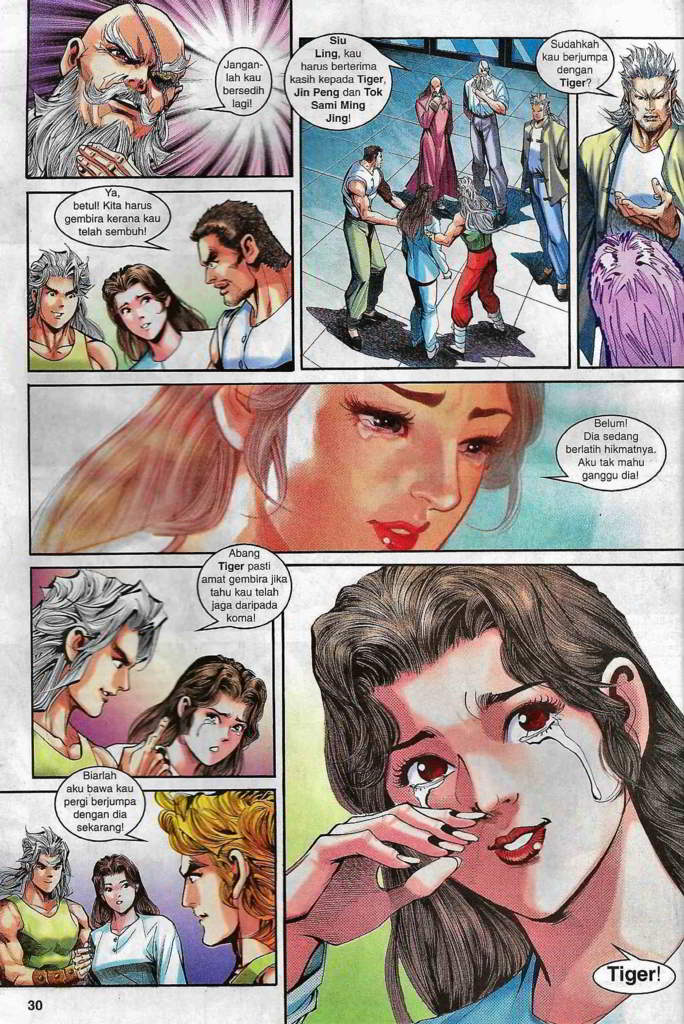 Jangan-
lah kau
bersedih
lagi!
Siu
Ling, kau
harus berterima
kasih kepada Tiger,
Jin Peng dan Tok
Sami Ming
Jing!
Sudahkah
kau berjumpa
dengan
Tiger?
Ya,
betul! Kita harus
gembira kerana kau
telah sembuh!
Belum!
Dia sedang
berlatih hikmatnya.
Aku tak mahu
ganggu dia!
Abang
Tiger pasti
amat gembira jika
tahu kau telah
jaga daripada
koma!
Biarlah
aku bawa kau
pergi berjumpa
dengan dia
sekarang!
Tiger!
30